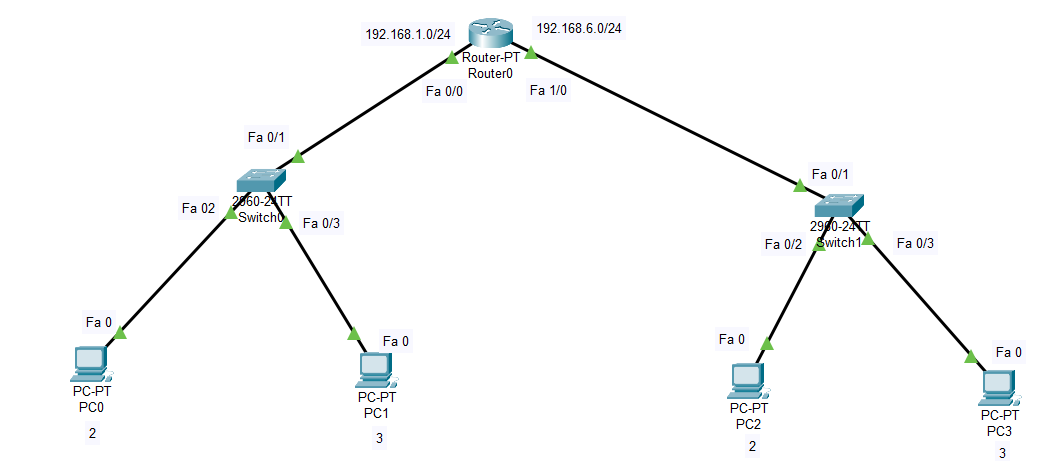 192.168.1.0/24
192.168.6.0/24
Router-PT
Router0
Fa 0/0
Fa 1/0
Fa 0/1
2960-24TT
Switch0
Fa 02
Fa 0/3
Fa 0/1
2960-24TT
Switch1
Fa 0/2
Fa 0/3
Fa 0
PC-PT
PC0
2
Fa 0
PC-PT
PC1
3
Fa 0
PC-PT
PC2
2
Fa 0
PC-PT
PC3
3